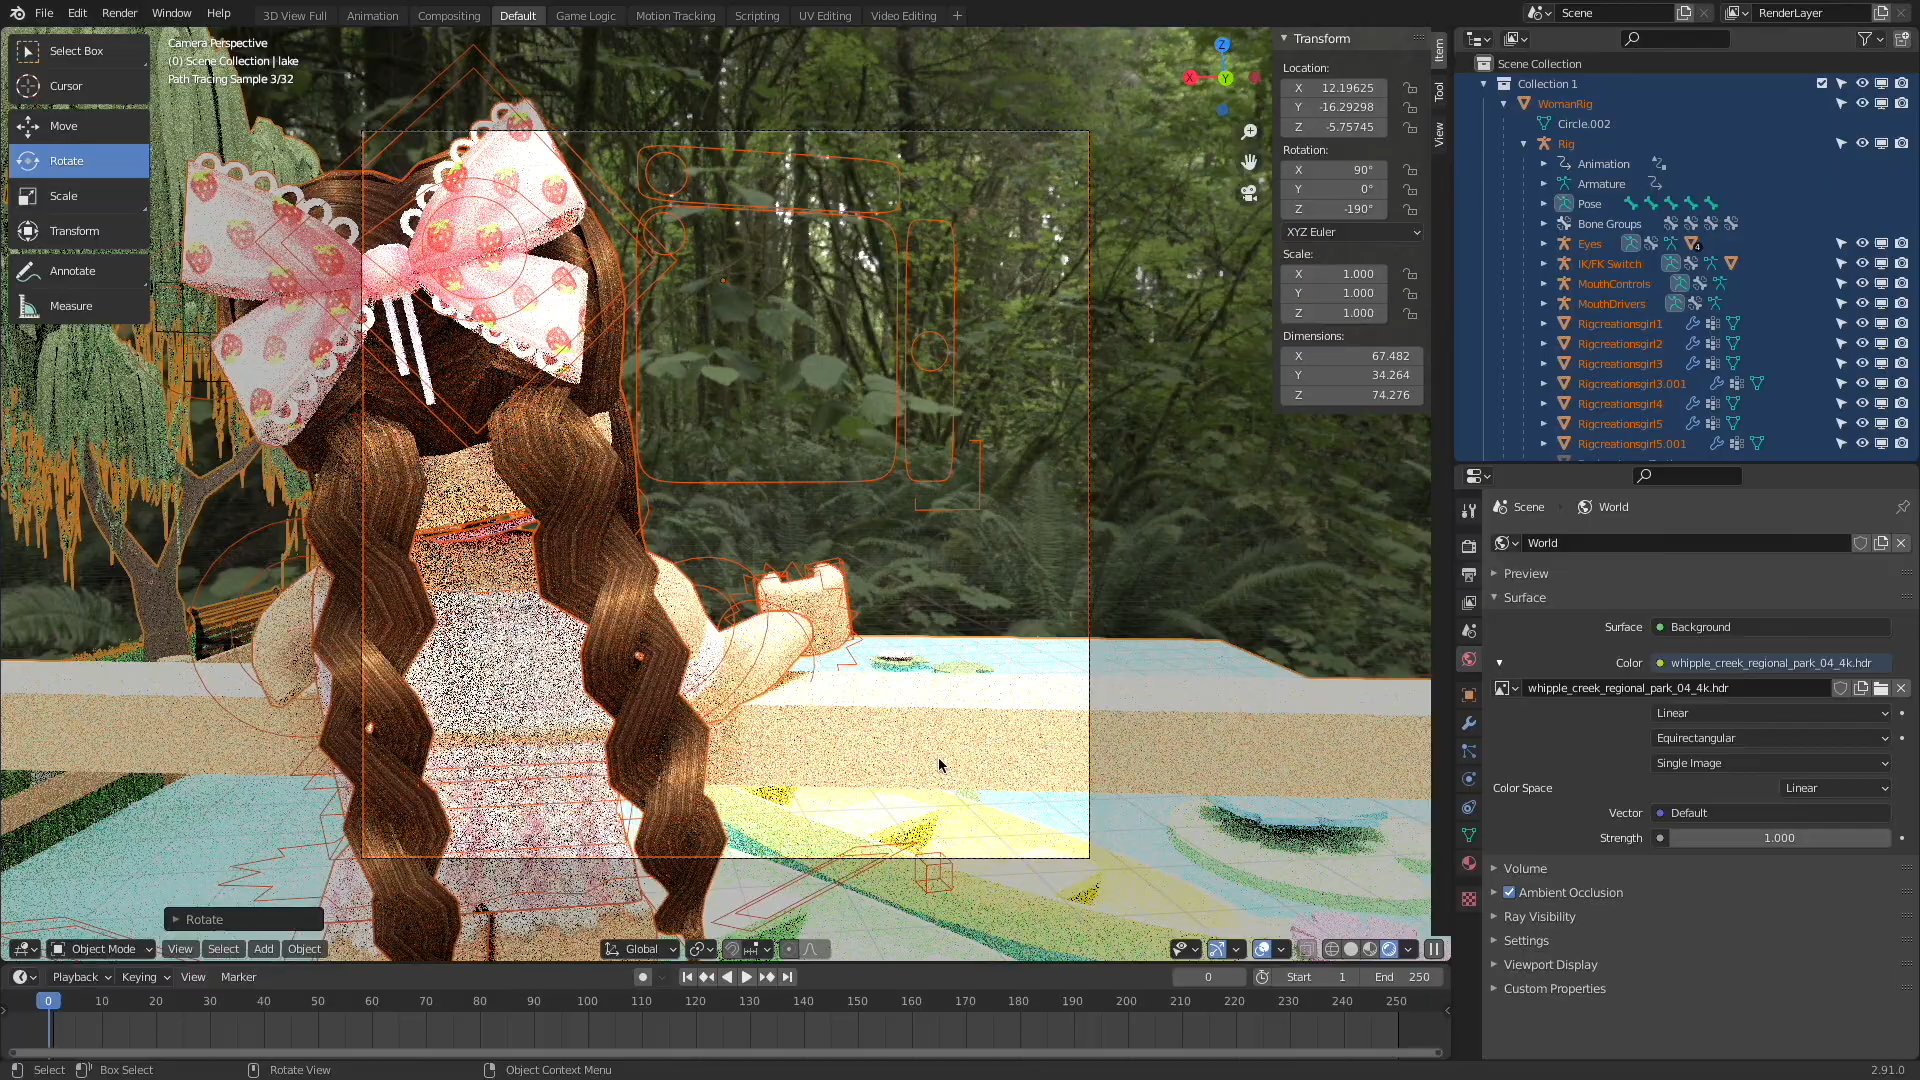 File Edit Render Window Help
3D View Full Animation Compositing Default Game Logic Motion Tracking Scripting UV Editing Video Editing +
Scene
RenderLayer
Select Box
Cursor
Move
Rotate
Scale
Transform
Annotate
Measure
Camera Perspective
(0) Scene Collection | lake
Path Tracing Sample 3/32
Z
X
Y
Transform
Location:
X 12.19625
Y -16.29298
Z -5.75745
Rotation:
X 90°
Y 0°
Z -190°
XYZ Euler
Scale:
X 1.000
Y 1.000
Z 1.000
Dimensions:
X 67.482
Y 34.264
Z 74.276
Item
Tool
View
Scene Collection
Collection 1
WomanRig
Circle.002
Rig
Animation
Armature
Pose
Bone Groups
Eyes 4
IK/FK Switch
MouthControls
MouthDrivers
Rigcreationsgirl1
Rigcreationsgirl2
Rigcreationsgirl3
Rigcreationsgirl3.001
Rigcreationsgirl4
Rigcreationsgirl5
Rigcreationsgirl5.001
Scene World
World
Preview
Surface
Surface Background
Color whipple_creek_regional_park_04_4k.hdr
whipple_creek_regional_park_04_4k.hdr
Linear
Equirectangular
Single Image
Color Space Linear
Vector Default
Strength 1.000
Volume
Ambient Occlusion
Ray Visibility
Settings
Viewport Display
Custom Properties
Rotate
Object Mode View Select Add Object
Global
Playback Keying View Marker
0 Start 1 End 250
0 10 20 30 40 50 60 70 80 90 100 110 120 130 140 150 160 170 180 190 200 210 220 230 240 250
Select Box Select Rotate View Object Context Menu 2.91.0